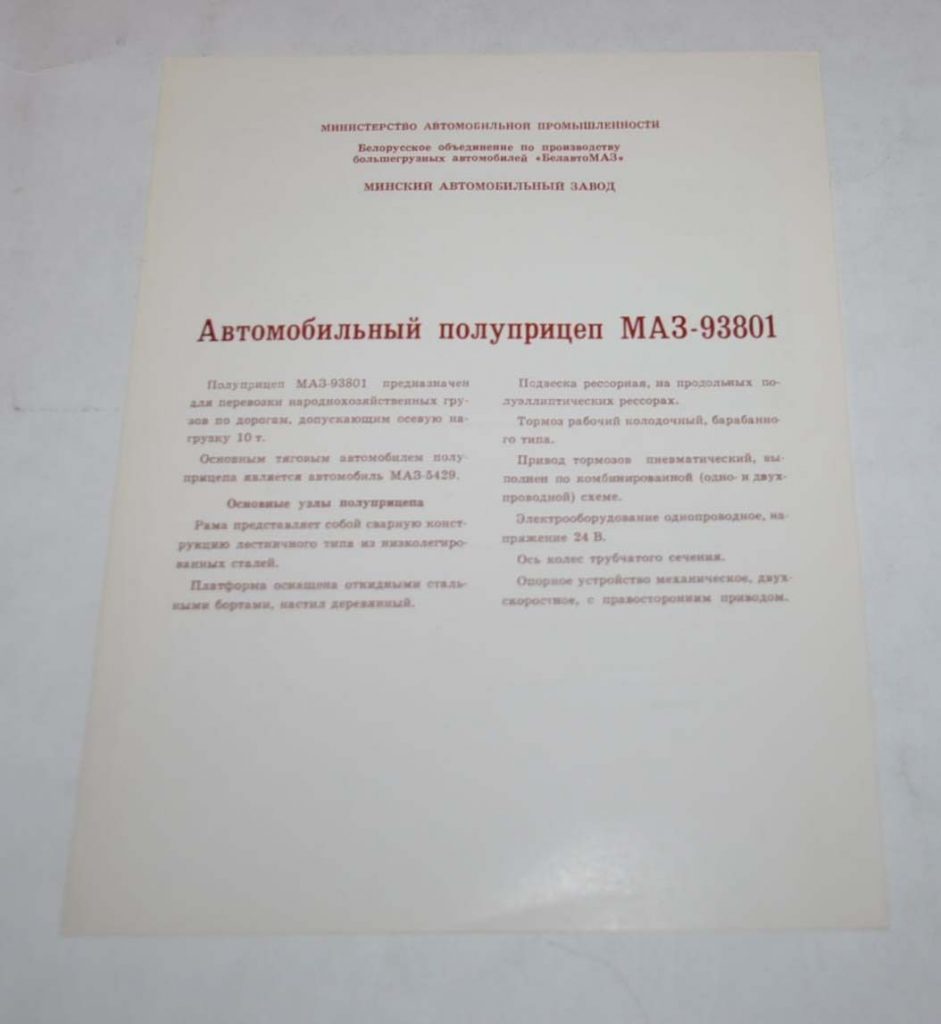 МИНИСТЕРСТВО АВТОМОБИЛЬНОЙ ПРОМЫШЛЕННОСТИ
Белорусское объединение по производству
большегрузных автомобилей «БелавтоМАЗ»
МИНСКИЙ АВТОМОБИЛЬНЫЙ ЗАВОД
Автомобильный полуприцеп МАЗ-93801
Полуприцеп МАЗ-93801 предназначен
для перевозки народнохозяйственных гру-
зов по дорогам, допускающим осевую на-
грузку 10 т.
Основным тяговым автомобилем полу-
прицепа является автомобиль МАЗ-5429.
Основные узлы полуприцепа
Рама представляет собой сварную конст-
рукцию лестничного типа из низколегиро-
ванных сталей.
Платформа оснащена откидными сталь-
ными бортами, настил деревянный.
Подвеска рессорная, на продольных по-
луэллиптических рессорах.
Тормоз рабочий колодочный, барабанно-
го типа.
Привод тормозов пневматический, вы-
полнен по комбинированной (одно- и двух-
проводной) схеме.
Электрооборудование однопроводное, на-
пряжение 24 В.
Ось колес трубчатого сечения.
Опорное устройство механическое, двух-
скоростное, с правосторонним приводом.